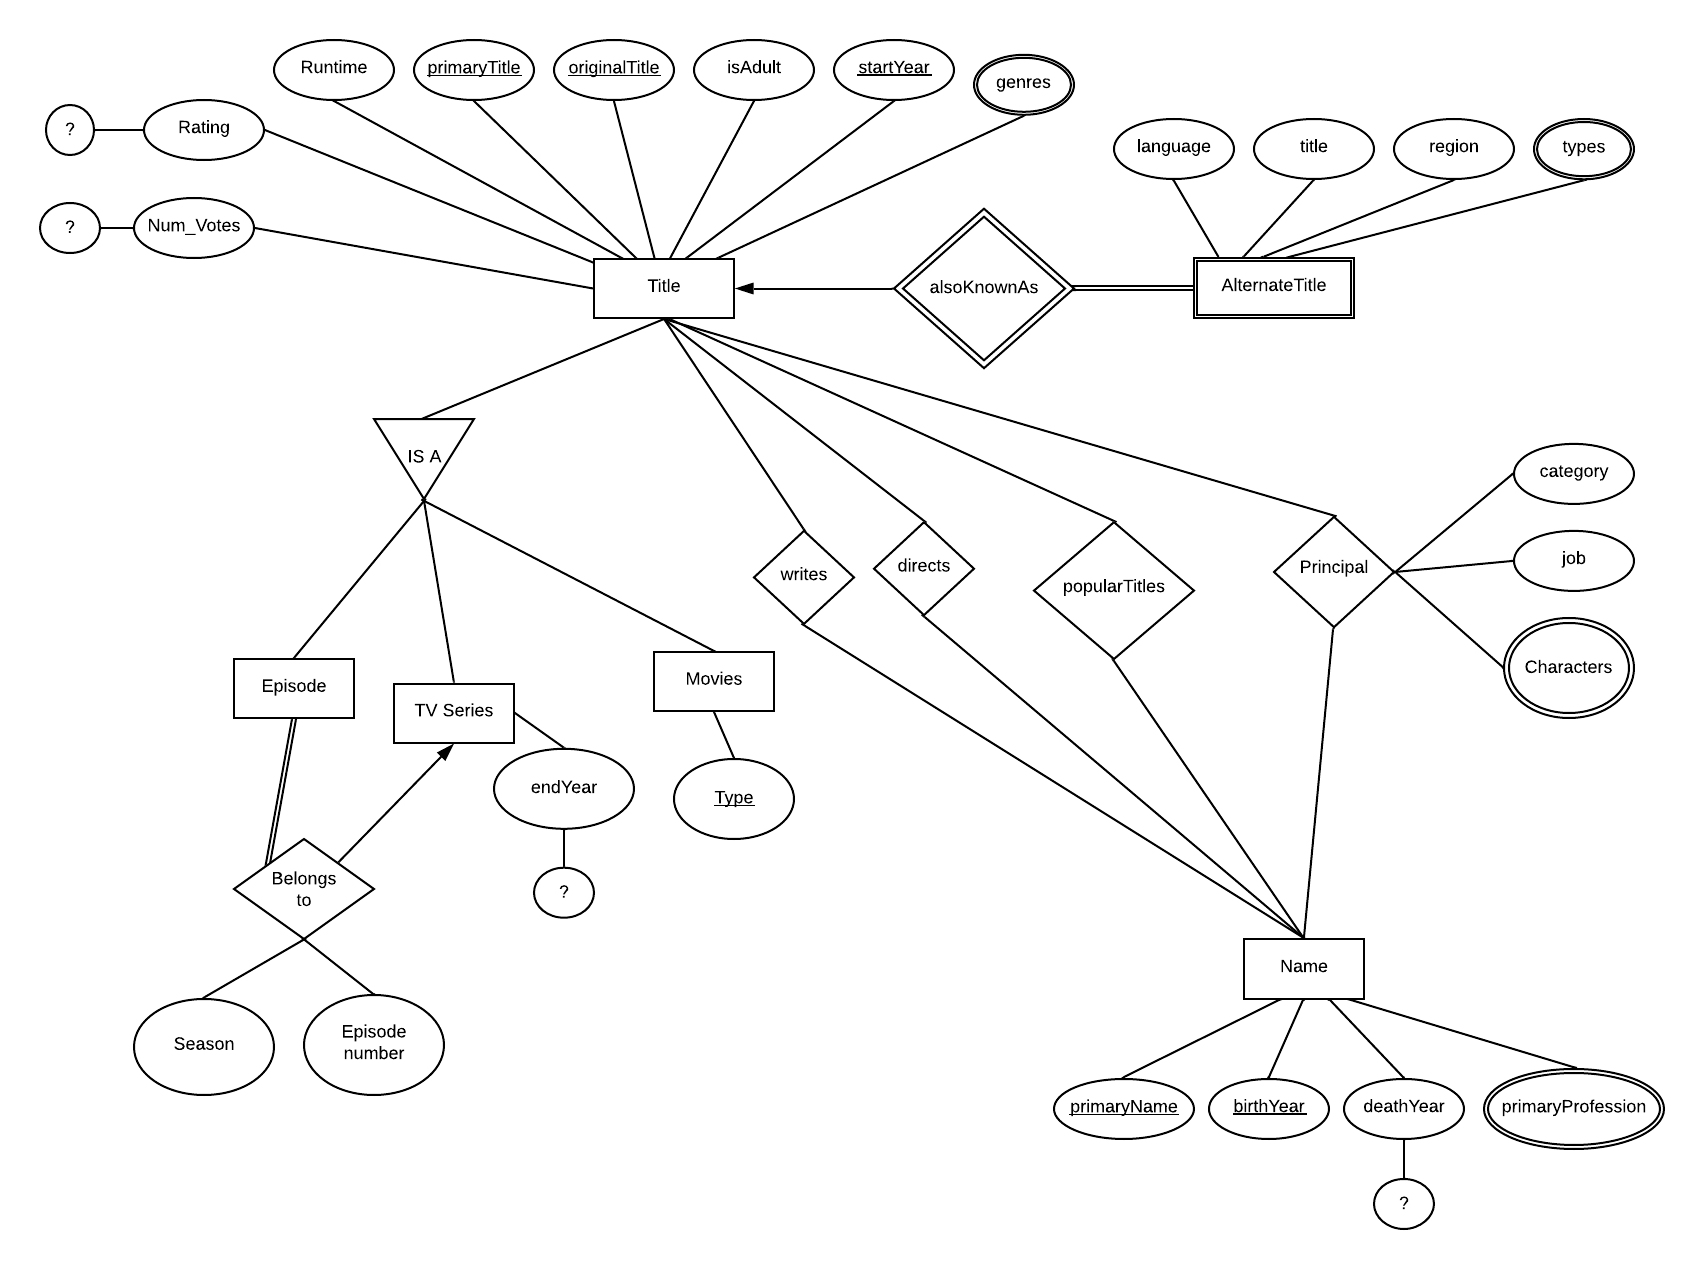 Runtime
primaryTitle
originalTitle
isAdult
startYear
genres
?
Rating
language
title
region
types
?
Num_Votes
Title
alsoKnownAs
AlternateTitle
IS A
category
writes
directs
popularTitles
Principal
job
Characters
Episode
TV Series
Movies
endYear
Type
Belongs
to
?
Name
Season
Episode
number
primaryName
birthYear
deathYear
primaryProfession
?